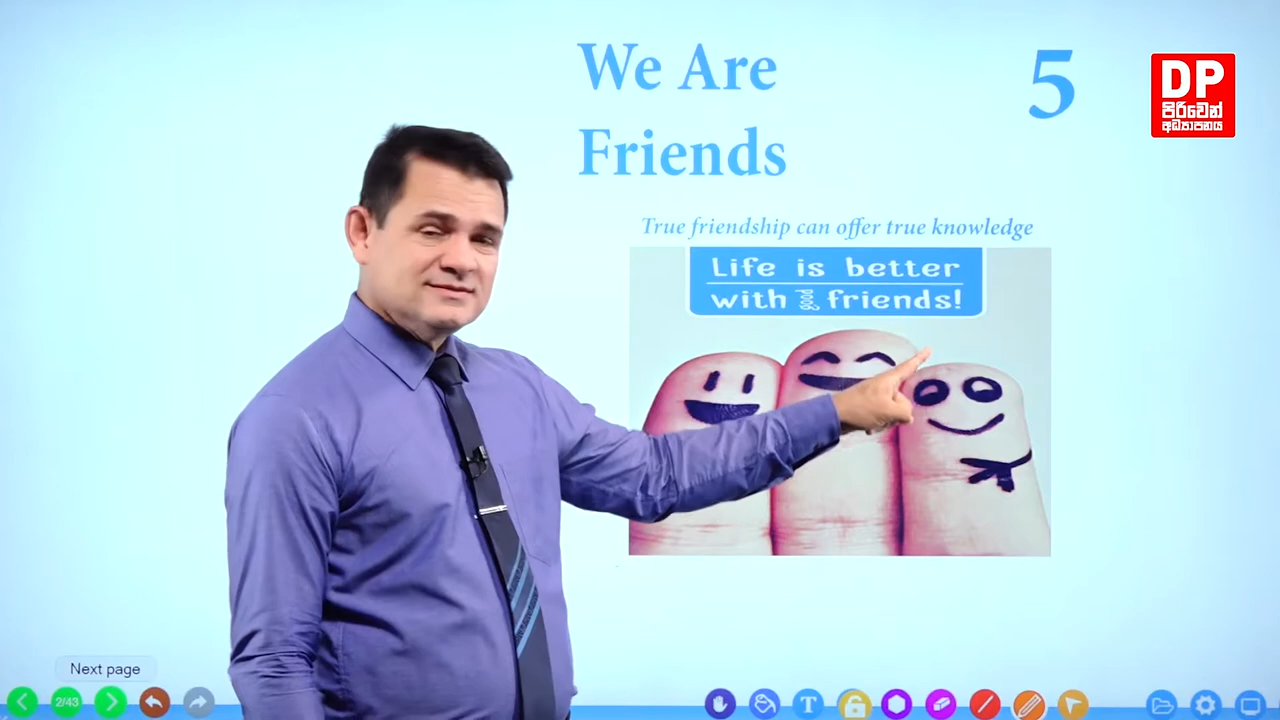 We Are
Friends
5
DP
පිරිවෙන්
අධ්‍යාපනය
True friendship can offer true knowledge
Life is better
with good friends!
Next page
2/43
T